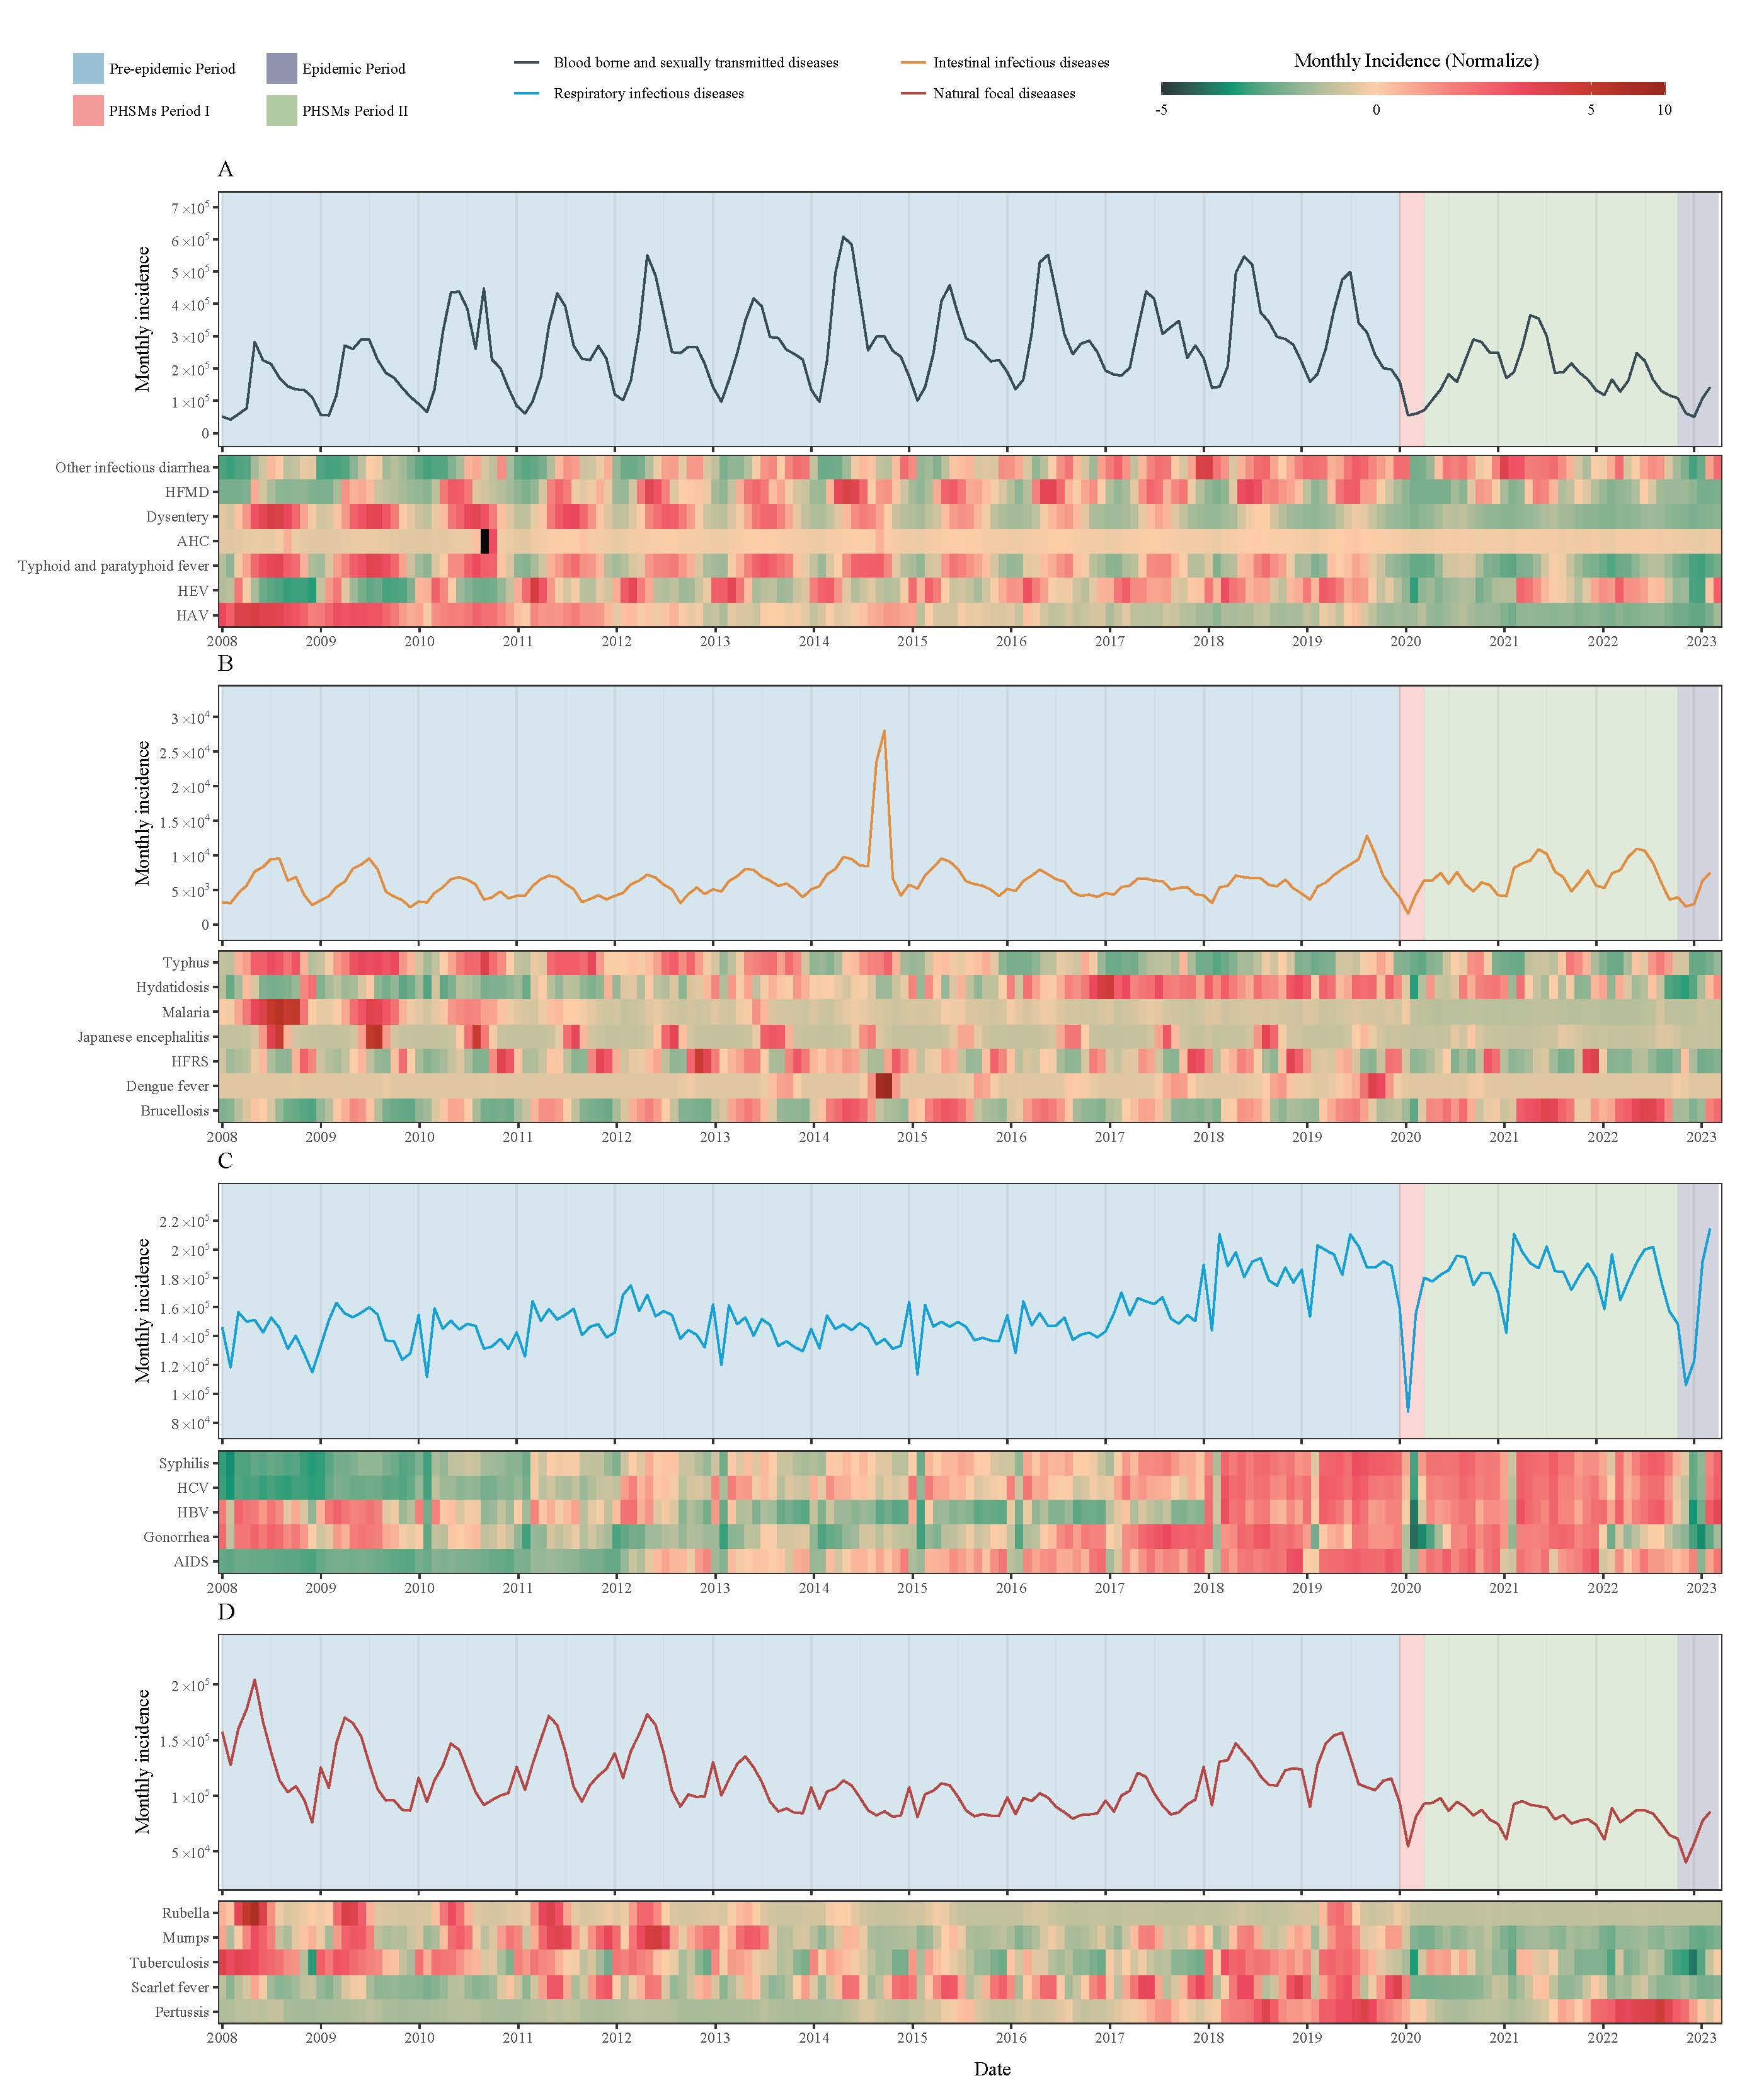 Pre-epidemic Period
Epidemic Period
PHSMs Period I
PHSMs Period II
Blood borne and sexually transmitted diseases
Intestinal infectious diseases
Respiratory infectious diseases
Natural focal diseaases
Monthly Incidence (Normalize)
-5 0 5 10
A
Monthly incidence
7 ×10⁵
6 ×10⁵
5 ×10⁵
4 ×10⁵
3 ×10⁵
2 ×10⁵
1 ×10⁵
0
Other infectious diarrhea
HFMD
Dysentery
AHC
Typhoid and paratyphoid fever
HEV
HAV
2008 2009 2010 2011 2012 2013 2014 2015 2016 2017 2018 2019 2020 2021 2022 2023
B
Monthly incidence
3 ×10⁴
2.5 ×10⁴
2 ×10⁴
1.5 ×10⁴
1 ×10⁴
5 ×10³
0
Typhus
Hydatidosis
Malaria
Japanese encephalitis
HFRS
Dengue fever
Brucellosis
2008 2009 2010 2011 2012 2013 2014 2015 2016 2017 2018 2019 2020 2021 2022 2023
C
Monthly incidence
2.2 ×10⁵
2 ×10⁵
1.8 ×10⁵
1.6 ×10⁵
1.4 ×10⁵
1.2 ×10⁵
1 ×10⁵
8 ×10⁴
Syphilis
HCV
HBV
Gonorrhea
AIDS
2008 2009 2010 2011 2012 2013 2014 2015 2016 2017 2018 2019 2020 2021 2022 2023
D
Monthly incidence
2 ×10⁵
1.5 ×10⁵
1 ×10⁵
5 ×10⁴
Rubella
Mumps
Tuberculosis
Scarlet fever
Pertussis
2008 2009 2010 2011 2012 2013 2014 2015 2016 2017 2018 2019 2020 2021 2022 2023
Date